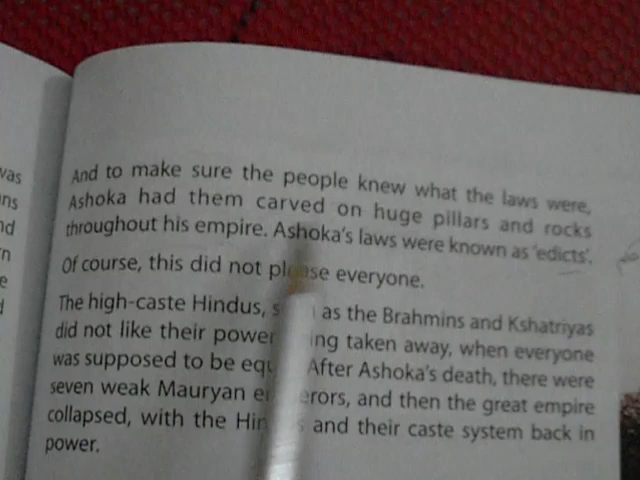 And to make sure the people knew what the laws were,
Ashoka had them carved on huge pillars and rocks
throughout his empire. Ashoka's laws were known as 'edicts'.
Of course, this did not please everyone.
The high-caste Hindus, as the Brahmins and Kshatriyas
did not like their power taking away, when everyone
was supposed to be After Ashoka's death, there were
seven weak Mauryan and then the great empire
collapsed, with the and their caste system back in
power.